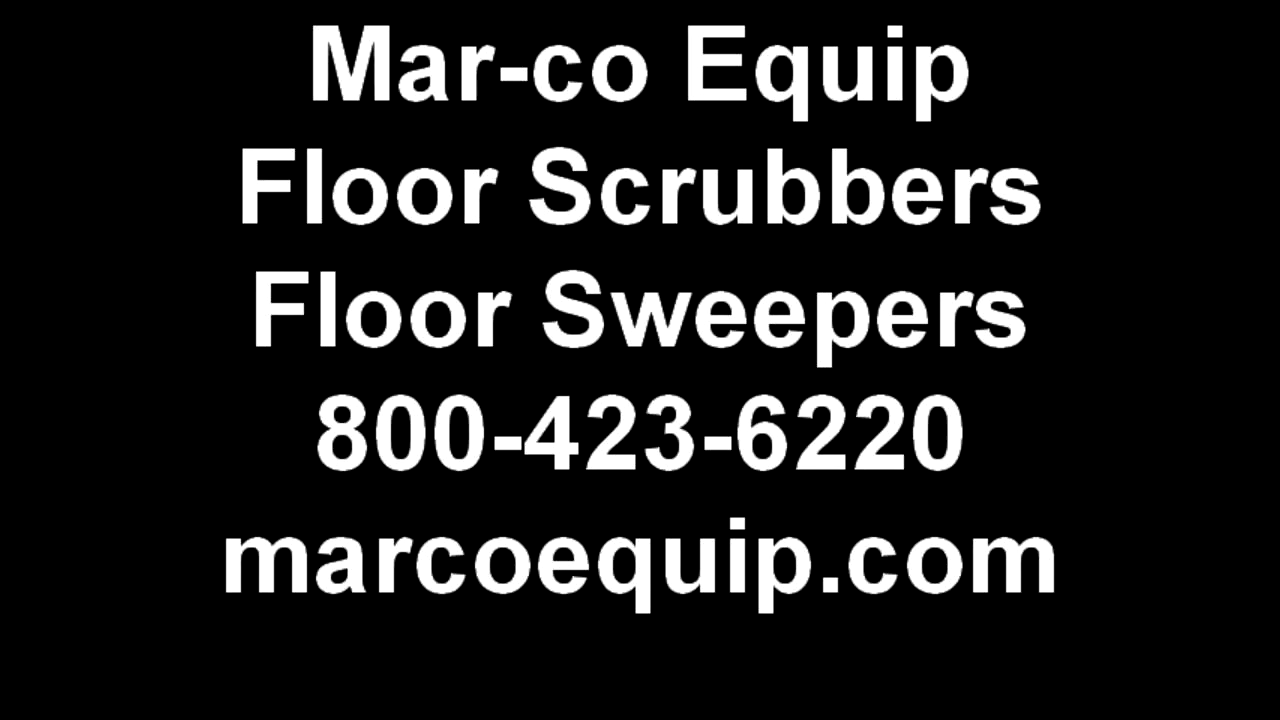 Mar-co Equip
Floor Scrubbers
Floor Sweepers
800-423-6220
marcoequip.com